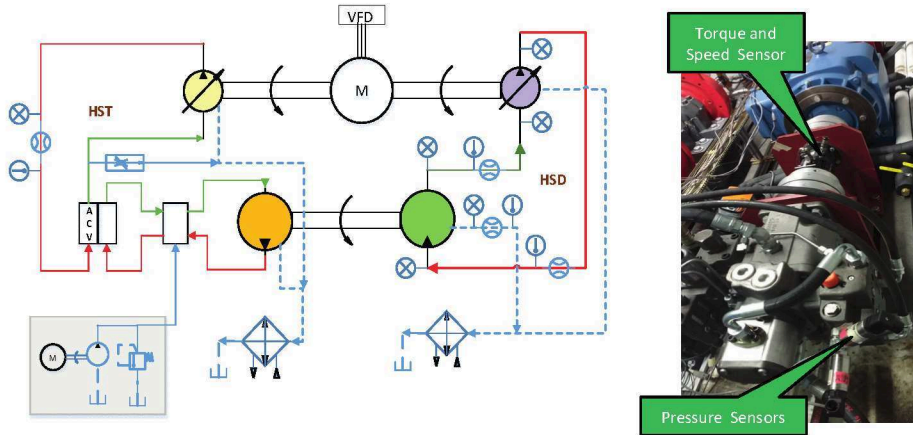 VFD
Torque and
Speed Sensor
M
HST
HSD
A
C
V
M
Pressure Sensors